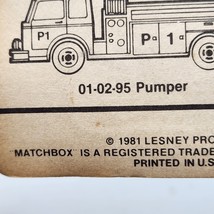 P1
P 1
01-02-95 Pumper
© 1981 LESNEY PRO
MATCHBOX IS A REGISTERED TRADE
PRINTED IN U.S